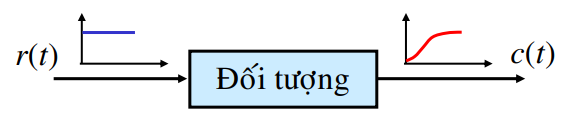 r(t)
Đối tượng
c(t)